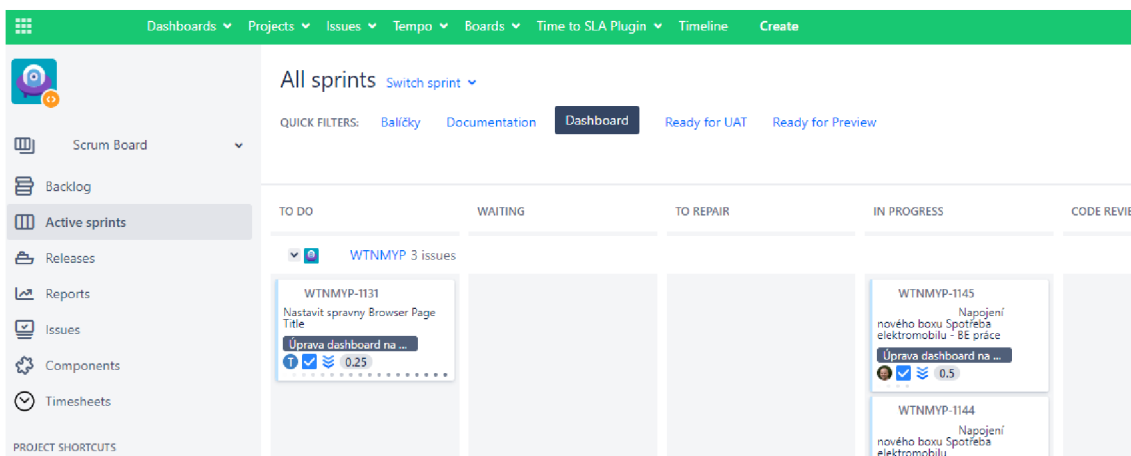 Dashboards Projects Issues Tempo Boards Time to SLA Plugin Timeline Create
All sprints Switch sprint
QUICK FILTERS: Balíčky Documentation Dashboard Ready for UAT Ready for Preview
Scrum Board
Backlog
Active sprints
Releases
Reports
Issues
Components
Timesheets
PROJECT SHORTCUTS
TO DO WAITING TO REPAIR IN PROGRESS CODE REVIE
WTNMYP 3 issues
WTNMYP-1131
Nastavit spravny Browser Page
Title
Úprava dashboard na ...
T 0.25
WTNMYP-1145
Napojení
nového boxu Spotřeba
elektromobilu - BE práce
Úprava dashboard na ...
0.5
WTNMYP-1144
Napojení
nového boxu Spotřeba
elektromobilu